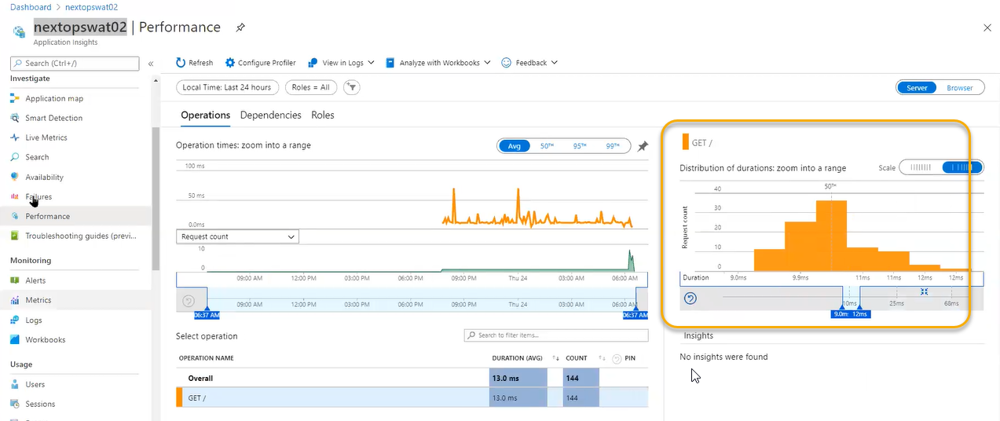 Dashboard > nextopswat02
nextopswat02 | Performance
Application Insights
Search (Ctrl+/)
Investigate
Application map
Smart Detection
Live Metrics
Search
Availability
Failures
Performance
Troubleshooting guides (previ...
Monitoring
Alerts
Metrics
Logs
Workbooks
Usage
Users
Sessions
Refresh Configure Profiler View in Logs Analyze with Workbooks Feedback
Local Time: Last 24 hours Roles = All
Server Browser
Operations Dependencies Roles
Operation times: zoom into a range
Avg 50TH 95TH 99TH
100 ms
50 ms
0.0ms
Request count
10
0
09:00 AM 12:00 PM 03:00 PM 06:00 PM 09:00 PM Thu 24 03:00 AM 06:00 AM
09:00 AM 12:00 PM 03:00 PM 06:00 PM 09:00 PM Thu 24 03:00 AM 06:00 AM
06:37 AM 06:37 AM
Select operation
Search to filter items...
OPERATION NAME DURATION (AVG) COUNT PIN
Overall 13.0 ms 144
GET / 13.0 ms 144
GET /
Distribution of durations: zoom into a range
Scale
50TH
Request count
40
30
20
10
0
Duration 9.0ms 9.9ms 11ms 11ms 12ms 12ms
10ms 25ms 68ms
9.0m 12ms
Insights
No insights were found